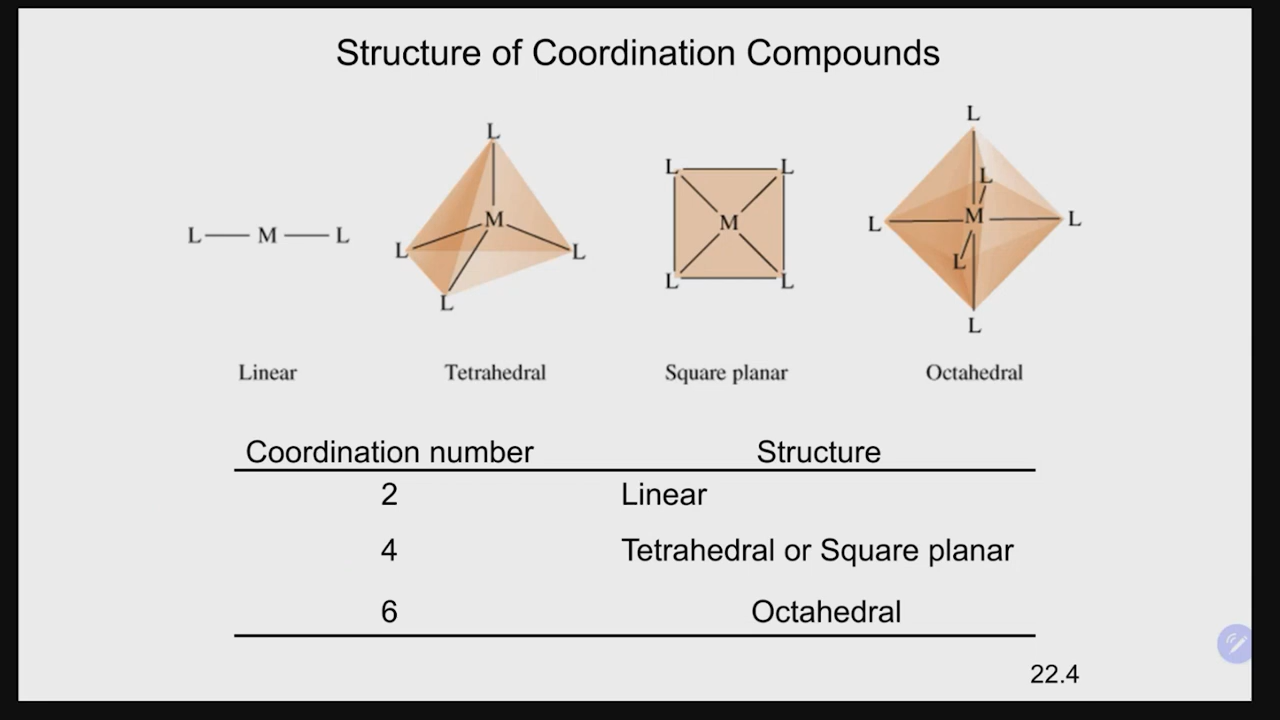 Structure of Coordination Compounds
L M L
L
L M L
L
L L
M
L L
L
L
L M L
L
L
Linear Tetrahedral Square planar Octahedral
Coordination number Structure
2 Linear
4 Tetrahedral or Square planar
6 Octahedral
22.4